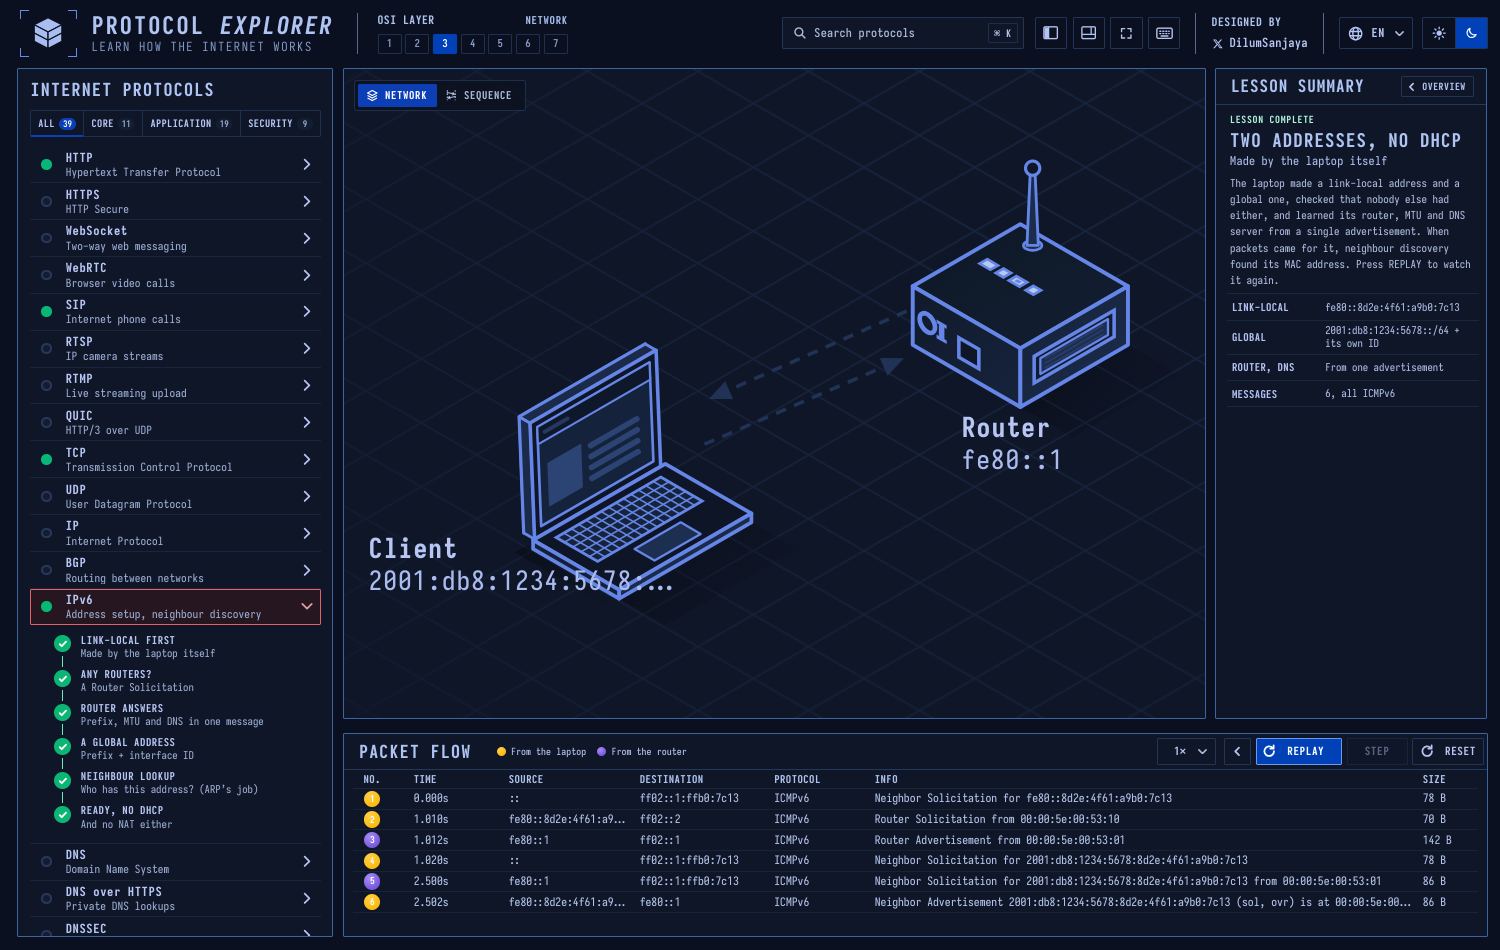 PROTOCOL EXPLORER
LEARN HOW THE INTERNET WORKS
OSI LAYER NETWORK
1 2 3 4 5 6 7
Search protocols ⌘ K
DESIGNED BY
DilumSanjaya
EN
INTERNET PROTOCOLS
ALL 39 CORE 11 APPLICATION 19 SECURITY 9
HTTP
Hypertext Transfer Protocol
HTTPS
HTTP Secure
WebSocket
Two-way web messaging
WebRTC
Browser video calls
SIP
Internet phone calls
RTSP
IP camera streams
RTMP
Live streaming upload
QUIC
HTTP/3 over UDP
TCP
Transmission Control Protocol
UDP
User Datagram Protocol
IP
Internet Protocol
BGP
Routing between networks
IPv6
Address setup, neighbour discovery
LINK-LOCAL FIRST
Made by the laptop itself
ANY ROUTERS?
A Router Solicitation
ROUTER ANSWERS
Prefix, MTU and DNS in one message
A GLOBAL ADDRESS
Prefix + interface ID
NEIGHBOUR LOOKUP
Who has this address? (ARP's job)
READY, NO DHCP
And no NAT either
DNS
Domain Name System
DNS over HTTPS
Private DNS lookups
DNSSEC
NETWORK SEQUENCE
Router
fe80::1
Client
2001:db8:1234:5678:...
LESSON SUMMARY OVERVIEW
LESSON COMPLETE
TWO ADDRESSES, NO DHCP
Made by the laptop itself
The laptop made a link-local address and a
global one, checked that nobody else had
either, and learned its router, MTU and DNS
server from a single advertisement. When
packets came for it, neighbour discovery
found its MAC address. Press REPLAY to watch
it again.
LINK-LOCAL fe80::8d2e:4f61:a9b0:7c13
GLOBAL 2001:db8:1234:5678::/64 +
its own ID
ROUTER, DNS From one advertisement
MESSAGES 6, all ICMPv6
PACKET FLOW From the laptop From the router 1× REPLAY STEP RESET
NO. TIME SOURCE DESTINATION PROTOCOL INFO SIZE
1 0.000s :: ff02::1:ffb0:7c13 ICMPv6 Neighbor Solicitation for fe80::8d2e:4f61:a9b0:7c13 78 B
2 1.010s fe80::8d2e:4f61:a9... ff02::2 ICMPv6 Router Solicitation from 00:00:5e:00:53:10 70 B
3 1.012s fe80::1 ff02::1 ICMPv6 Router Advertisement from 00:00:5e:00:53:01 142 B
4 1.020s :: ff02::1:ffb0:7c13 ICMPv6 Neighbor Solicitation for 2001:db8:1234:5678:8d2e:4f61:a9b0:7c13 78 B
5 2.500s fe80::1 ff02::1:ffb0:7c13 ICMPv6 Neighbor Solicitation for 2001:db8:1234:5678:8d2e:4f61:a9b0:7c13 from 00:00:5e:00:53:01 86 B
6 2.502s fe80::8d2e:4f61:a9... fe80::1 ICMPv6 Neighbor Advertisement 2001:db8:1234:5678:8d2e:4f61:a9b0:7c13 (sol, ovr) is at 00:00:5e:00... 86 B